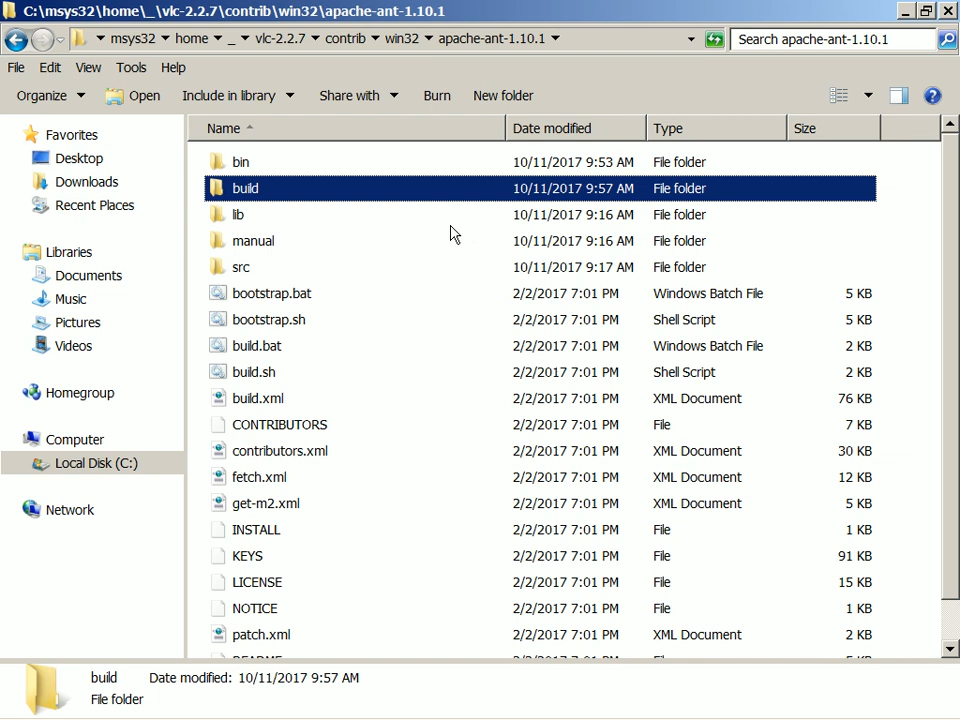 C:\msys32\home\_\vlc-2.2.7\contrib\win32\apache-ant-1.10.1
msys32 home _ vlc-2.2.7 contrib win32 apache-ant-1.10.1 Search apache-ant-1.10.1
File Edit View Tools Help
Organize Open Include in library Share with Burn New folder
Favorites
Desktop
Downloads
Recent Places
Libraries
Documents
Music
Pictures
Videos
Homegroup
Computer
Local Disk (C:)
Network
Name Date modified Type Size
bin 10/11/2017 9:53 AM File folder
build 10/11/2017 9:57 AM File folder
lib 10/11/2017 9:16 AM File folder
manual 10/11/2017 9:16 AM File folder
src 10/11/2017 9:17 AM File folder
bootstrap.bat 2/2/2017 7:01 PM Windows Batch File 5 KB
bootstrap.sh 2/2/2017 7:01 PM Shell Script 5 KB
build.bat 2/2/2017 7:01 PM Windows Batch File 2 KB
build.sh 2/2/2017 7:01 PM Shell Script 2 KB
build.xml 2/2/2017 7:01 PM XML Document 76 KB
CONTRIBUTORS 2/2/2017 7:01 PM File 7 KB
contributors.xml 2/2/2017 7:01 PM XML Document 30 KB
fetch.xml 2/2/2017 7:01 PM XML Document 12 KB
get-m2.xml 2/2/2017 7:01 PM XML Document 5 KB
INSTALL 2/2/2017 7:01 PM File 1 KB
KEYS 2/2/2017 7:01 PM File 91 KB
LICENSE 2/2/2017 7:01 PM File 15 KB
NOTICE 2/2/2017 7:01 PM File 1 KB
patch.xml 2/2/2017 7:01 PM XML Document 2 KB
build Date modified: 10/11/2017 9:57 AM
File folder